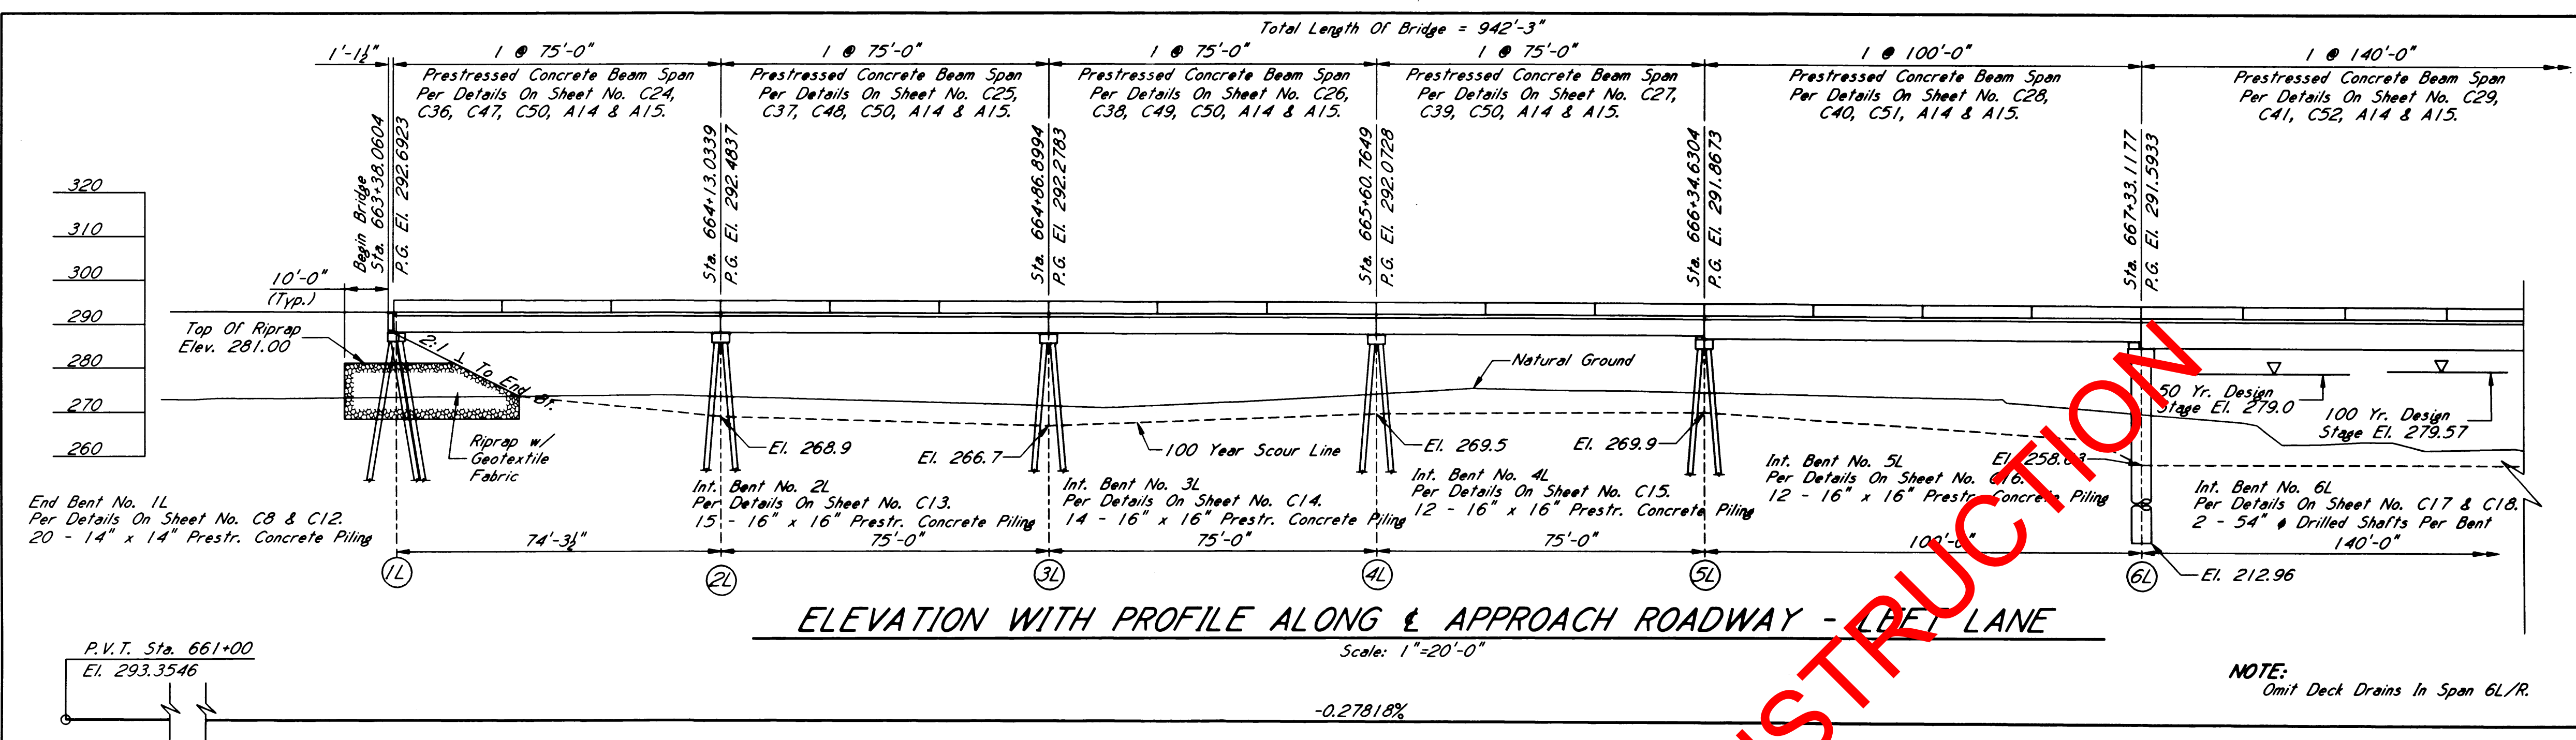 Total Length Of Bridge = 942'-3"
1'-1½"
1 @ 75'-0"
1 @ 75'-0"
1 @ 75'-0"
1 @ 75'-0"
1 @ 100'-0"
1 @ 140'-0"
Prestressed Concrete Beam Span
Per Details On Sheet No. C24,
C36, C47, C50, A14 & A15.
Prestressed Concrete Beam Span
Per Details On Sheet No. C25,
C37, C48, C50, A14 & A15.
Prestressed Concrete Beam Span
Per Details On Sheet No. C26,
C38, C49, C50, A14 & A15.
Prestressed Concrete Beam Span
Per Details On Sheet No. C27,
C39, C50, A14 & A15.
Prestressed Concrete Beam Span
Per Details On Sheet No. C28,
C40, C51, A14 & A15.
Prestressed Concrete Beam Span
Per Details On Sheet No. C29,
C41, C52, A14 & A15.
Begin Bridge
Sta. 663+38.0604
P.G. El. 292.6923
Sta. 664+13.0339
P.G. El. 292.4837
Sta. 664+86.8994
P.G. El. 292.2783
Sta. 665+60.7649
P.G. El. 292.0728
Sta. 666+34.6304
P.G. El. 291.8673
Sta. 667+33.1177
P.G. El. 291.5933
320
310
300
290
280
270
260
10'-0"
(Typ.)
Top Of Riprap
Elev. 281.00
2:1 ⊥ To End Br.
Natural Ground
50 Yr. Design
Stage El. 279.0
100 Yr. Design
Stage El. 279.57
Riprap w/
Geotextile
Fabric
El. 268.9
El. 266.7
100 Year Scour Line
El. 269.5
El. 269.9
El. 258.63
End Bent No. 1L
Per Details On Sheet No. C8 & C12.
20 - 14" x 14" Prestr. Concrete Piling
Int. Bent No. 2L
Per Details On Sheet No. C13.
15 - 16" x 16" Prestr. Concrete Piling
Int. Bent No. 3L
Per Details On Sheet No. C14.
14 - 16" x 16" Prestr. Concrete Piling
Int. Bent No. 4L
Per Details On Sheet No. C15.
12 - 16" x 16" Prestr. Concrete Piling
Int. Bent No. 5L
Per Details On Sheet No. C16.
12 - 16" x 16" Prestr. Concrete Piling
Int. Bent No. 6L
Per Details On Sheet No. C17 & C18.
2 - 54" ϕ Drilled Shafts Per Bent
74'-3½"
75'-0"
75'-0"
75'-0"
100'-0"
140'-0"
1L
2L
3L
4L
5L
6L
El. 212.96
ELEVATION WITH PROFILE ALONG ℄ APPROACH ROADWAY - LEFT LANE
Scale: 1"=20'-0"
P.V.T. Sta. 661+00
El. 293.3546
-0.27818%
NOTE:
Omit Deck Drains In Span 6L/R.
STRUCTION